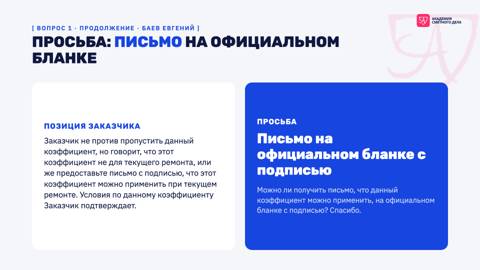 [ ВОПРОС 1 · ПРОДОЛЖЕНИЕ · БАЕВ ЕВГЕНИЙ ]
АКАДЕМИЯ
СМЕТНОГО ДЕЛА
ПРОСЬБА: ПИСЬМО НА ОФИЦИАЛЬНОМ
БЛАНКЕ
ПОЗИЦИЯ ЗАКАЗЧИКА
Заказчик не против пропустить данный
коэффициент, но говорит, что этот
коэффициент не для текущего ремонта, или
же предоставьте письмо с подписью, что этот
коэффициент можно применить при текущем
ремонте. Условия по данному коэффициенту
Заказчик подтверждает.
ПРОСЬБА
Письмо на
официальном бланке с
подписью
Можно ли получить письмо, что данный
коэффициент можно применить, на официальном
бланке с подписью? Спасибо.